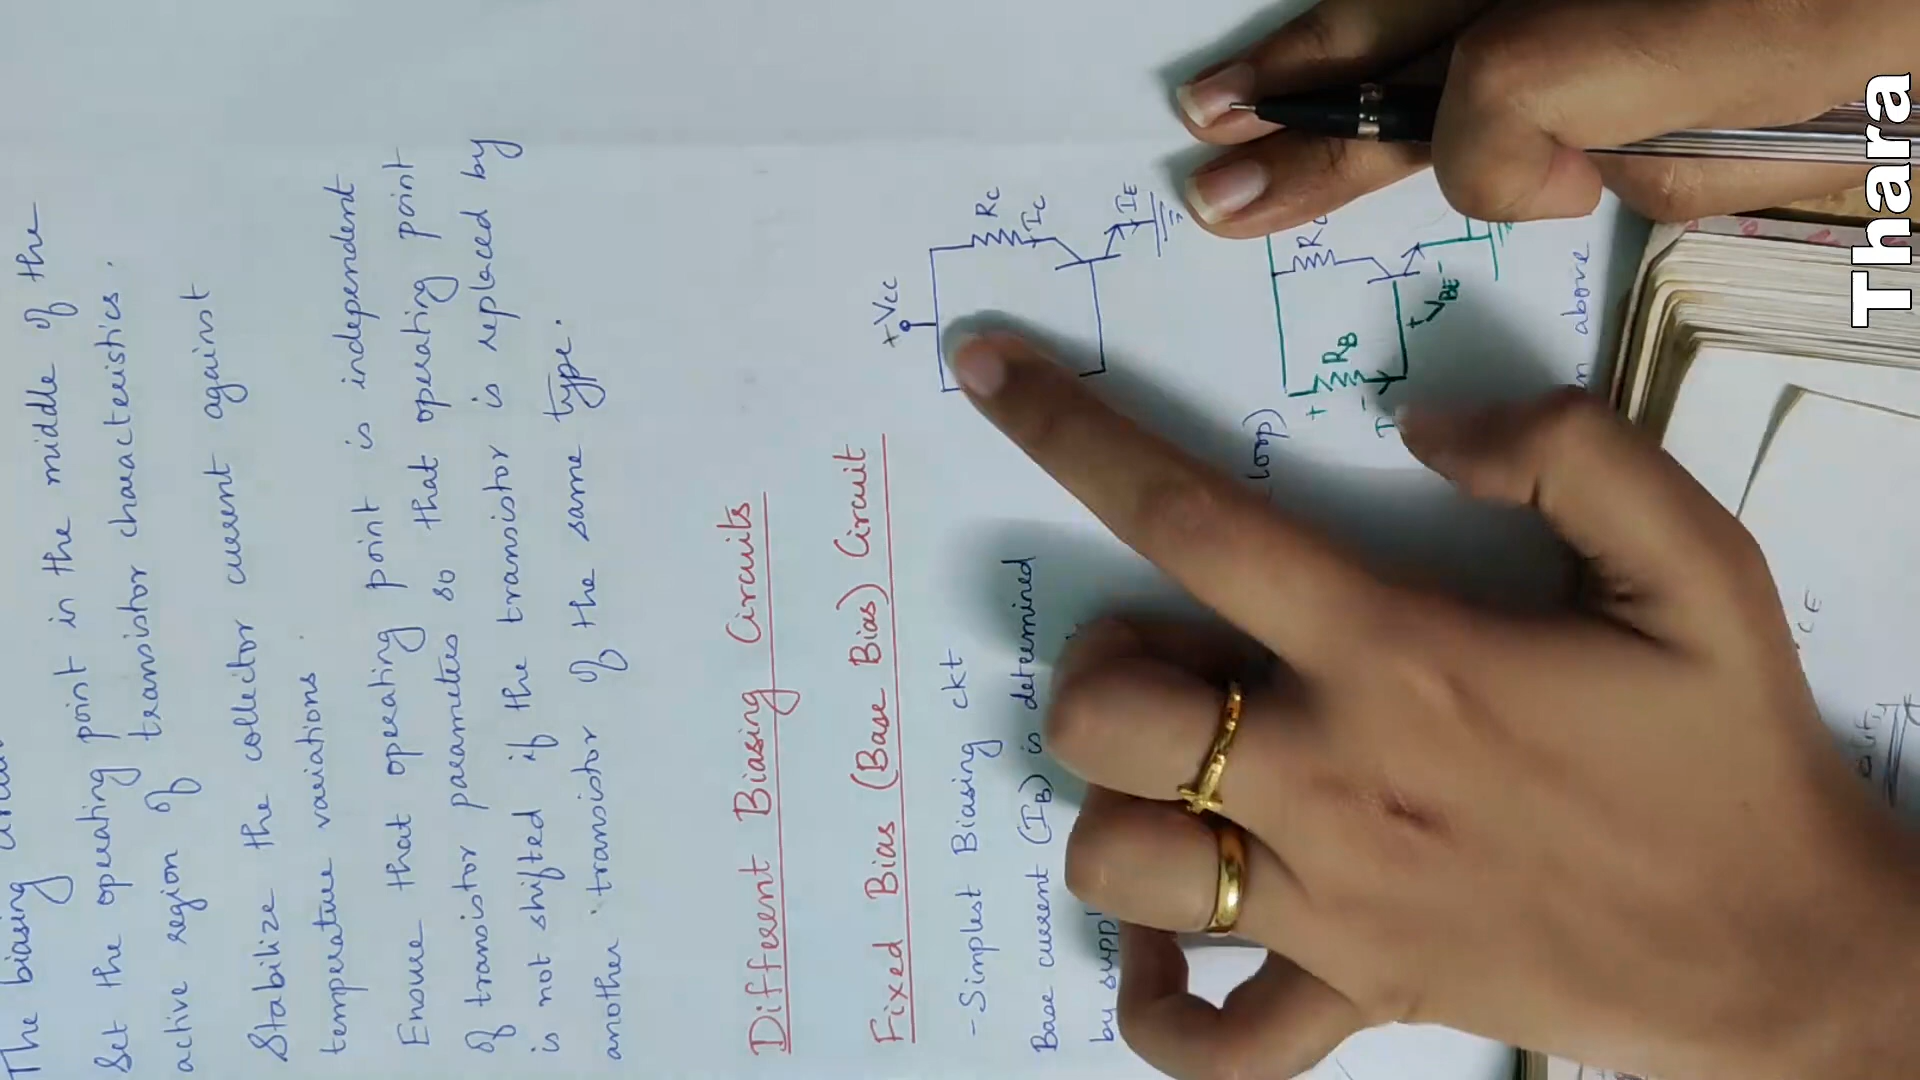 The biasing
Set the operating point in the middle of the
active region of transistor characteristics.
Stabilize the collector current against
temperature variations.
Ensure that operating point is independent
of transistor parameters so that operating point
is not shifted if the transistor is replaced by
another transistor of the same type.
Different Biasing Circuits
Fixed Bias (Base Bias) Circuit
- Simplest Biasing ckt
Base current (IB) is determined
by suppl
+VCC
RC
IC
IE
loop)
+ RB -
RC
+ VBE -
above
CE
Thara